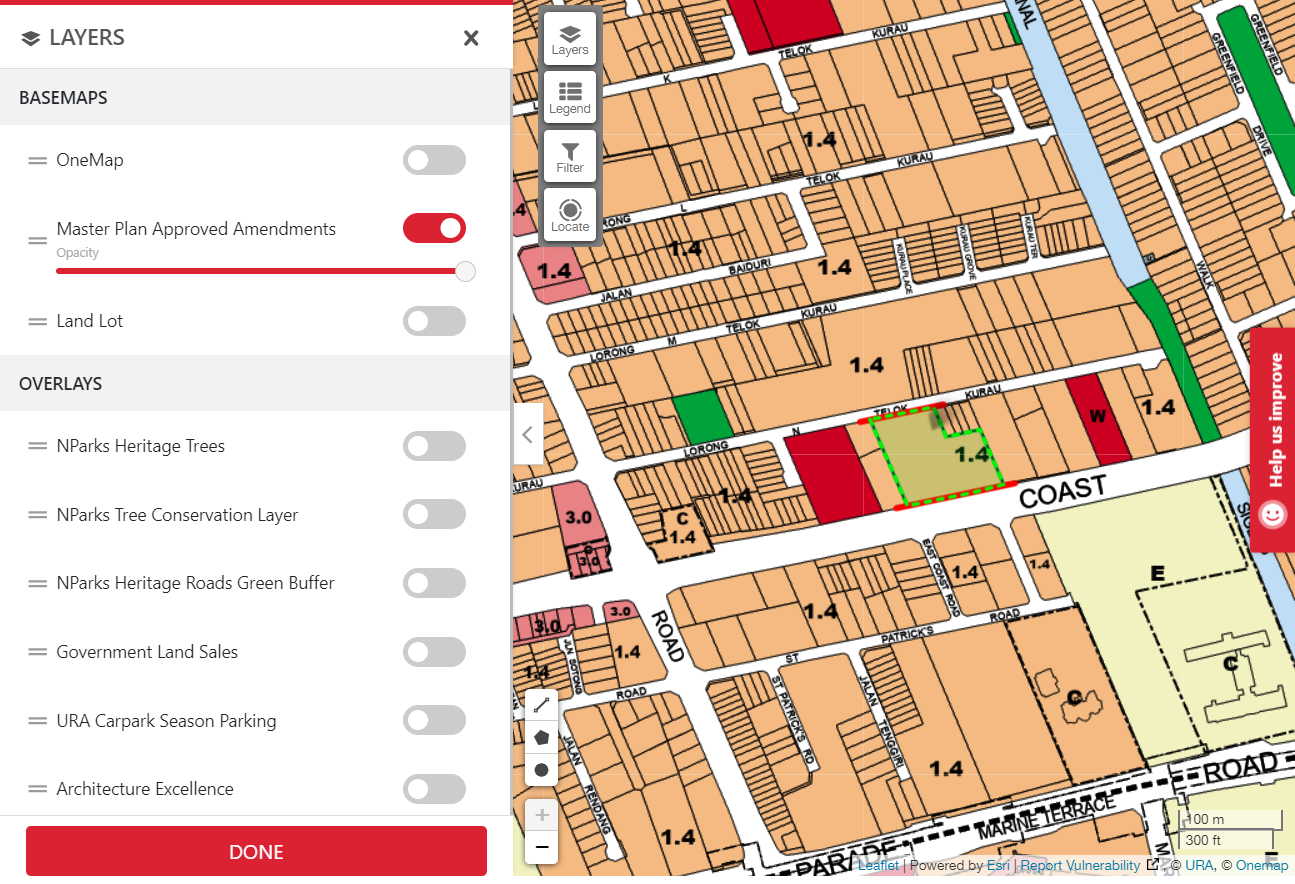 LAYERS
BASEMAPS
OneMap
Master Plan Approved Amendments
Opacity
Land Lot
OVERLAYS
NParks Heritage Trees
NParks Tree Conservation Layer
NParks Heritage Roads Green Buffer
Government Land Sales
URA Carpark Season Parking
Architecture Excellence
DONE
Layers
Legend
Filter
Locate
TELOK KURAU
K
NAL
GREENFIELD
GREENFIELD
DRIVE
1.4
TELOK KURAU
L
1.4
1.4
JALAN BAIDURI
1.4
1.4
KURAU PLACE
KURAU GROVE
KURAU TER
WALK
LORONG M TELOK KURAU
1.4
LORONG N TELOK KURAU
W
1.4
1.4
1.4
URAU
3.0
3.0
C
1.4
COAST
EAST COAST ROAD
1.4
1.4
E
C
3.0
3.0
ROAD
1.4
JLN SOTONG
1.4
1.4
ROAD
ST PATRICK'S ROAD
ST PATRICK'S RD
JALAN TENGGIRI
JALAN RENDANG
C
1.4
1.4
PARADE
MARINE TERRACE
ROAD
Help us improve
+
−
100 m
300 ft
Leaflet | Powered by Esri | Report Vulnerability , © URA, © Onemap